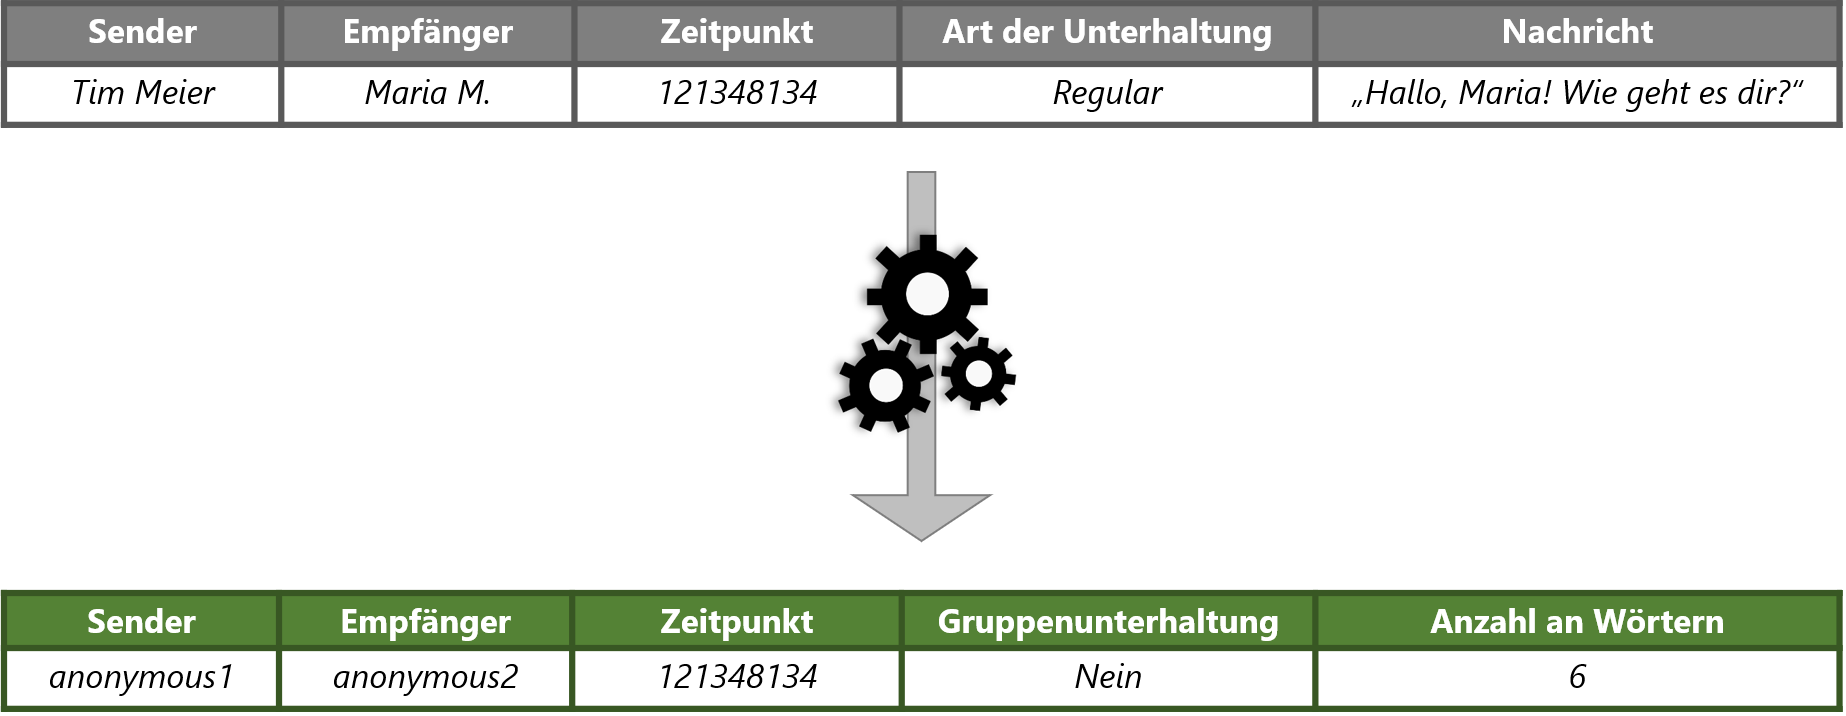 Sender Empfänger Zeitpunkt Art der Unterhaltung Nachricht
Tim Meier Maria M. 121348134 Regular „Hallo, Maria! Wie geht es dir?“
Sender Empfänger Zeitpunkt Gruppenunterhaltung Anzahl an Wörtern
anonymous1 anonymous2 121348134 Nein 6